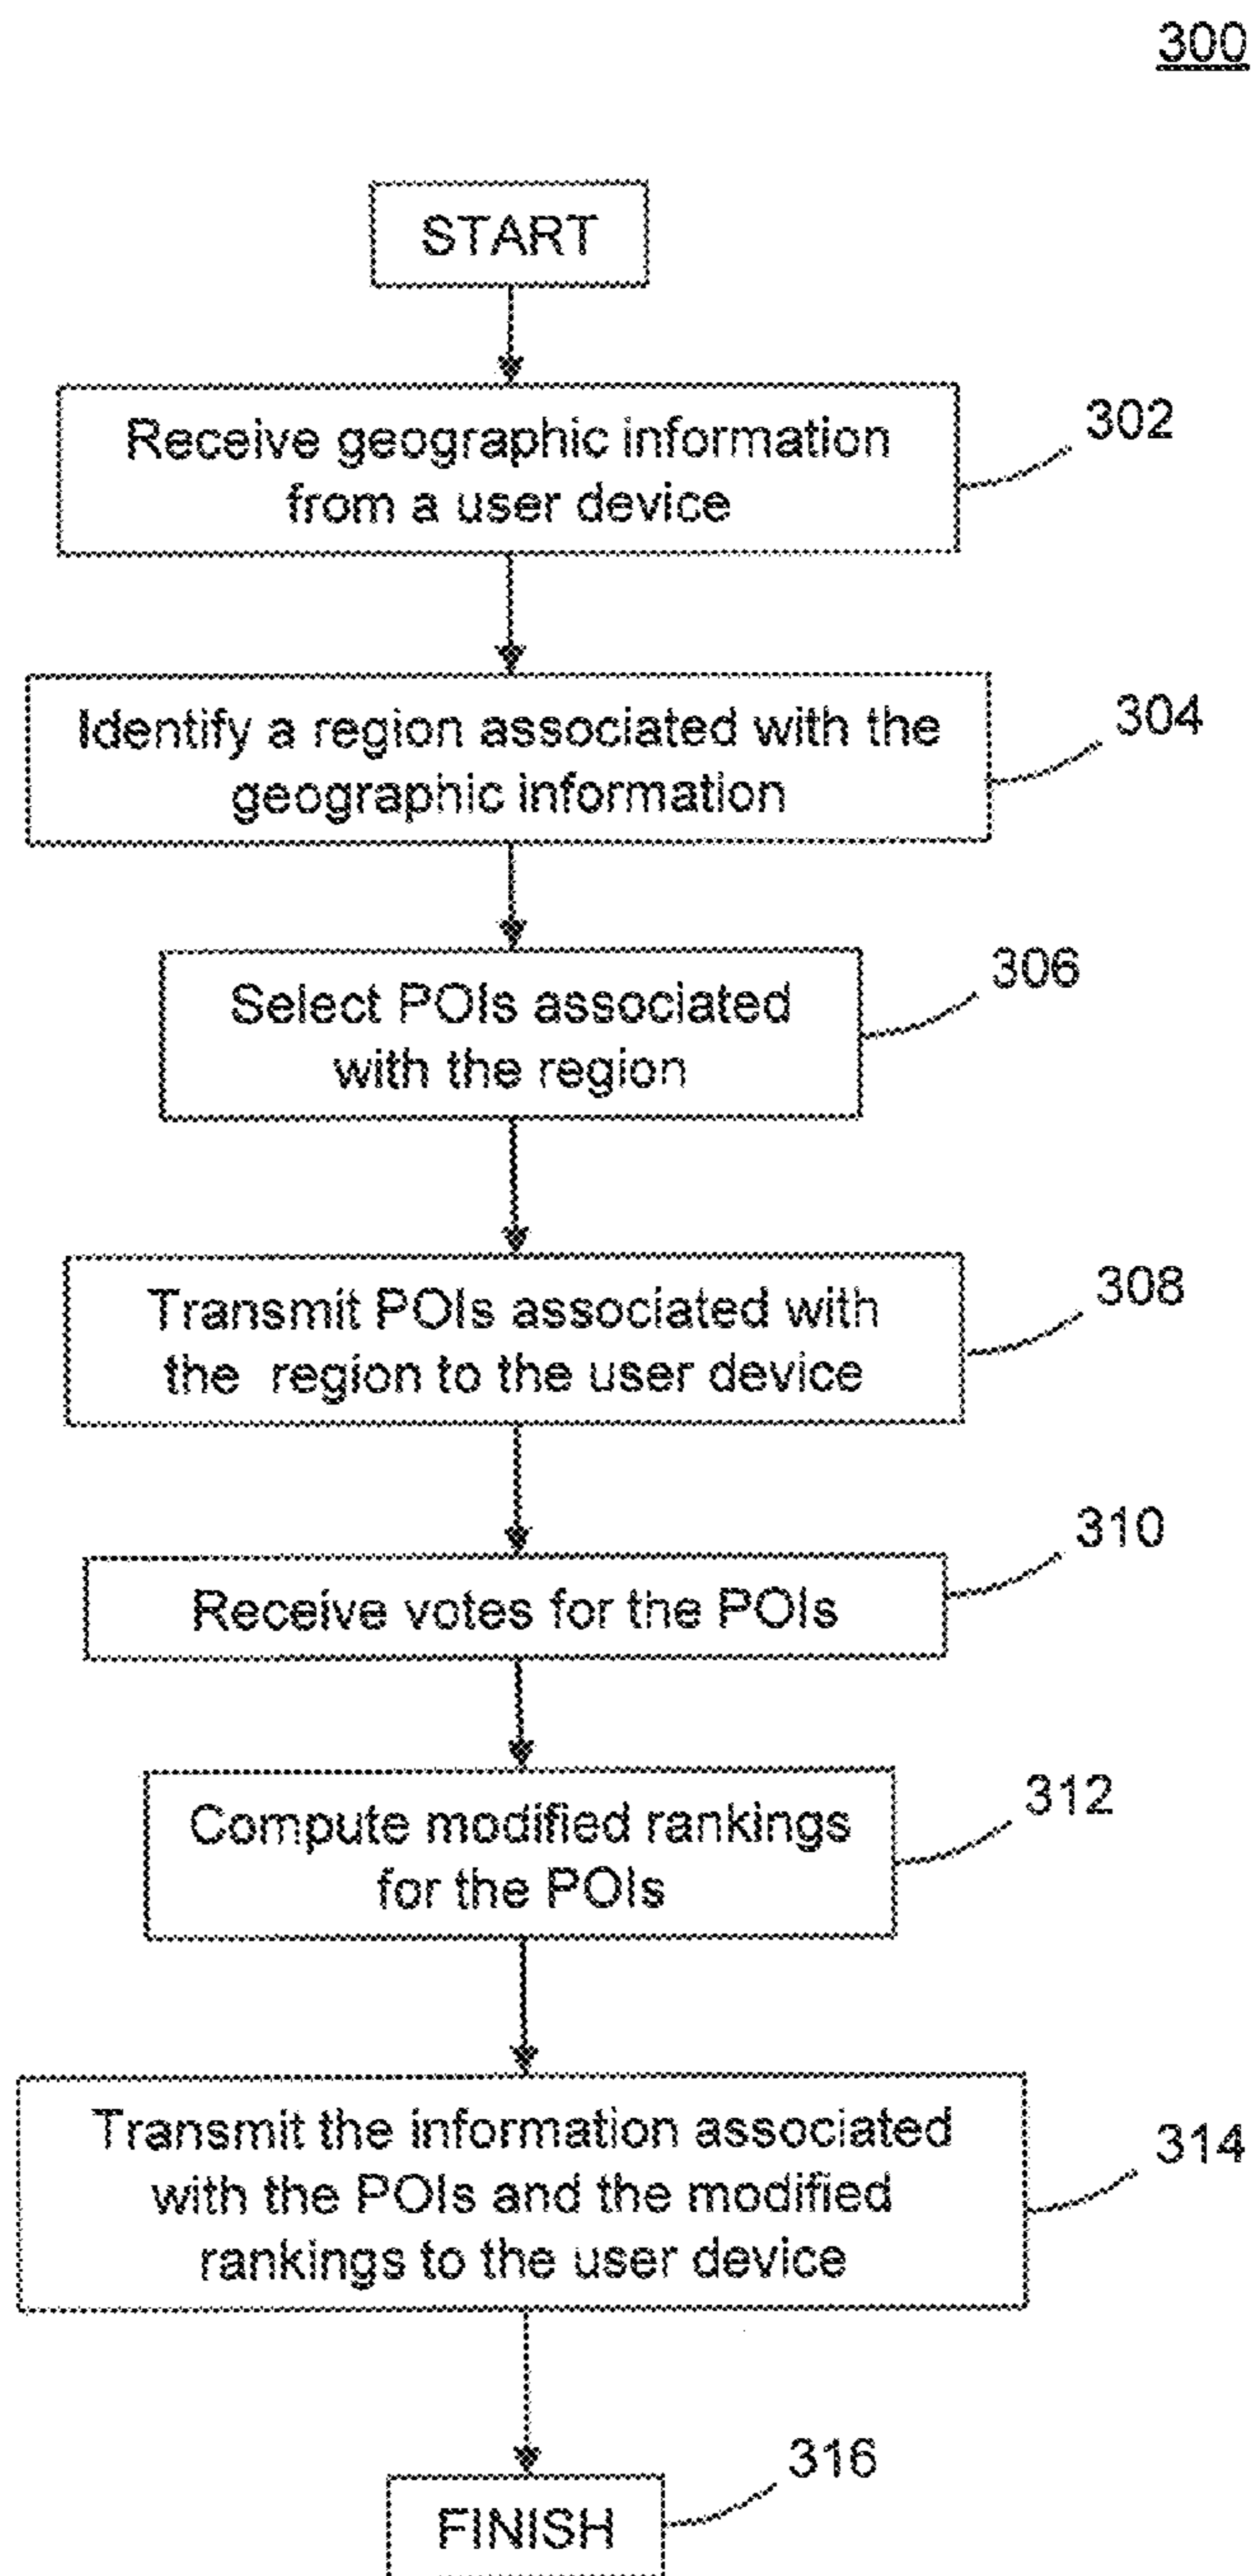 300
START
Receive geographic information
from a user device
302
Identify a region associated with the
geographic information
304
Select POIs associated
with the region
306
Transmit POIs associated with
the region to the user device
308
Receive votes for the POIs
310
Compute modified rankings
for the POIs
312
Transmit the information associated
with the POIs and the modified
rankings to the user device
314
FINISH
316